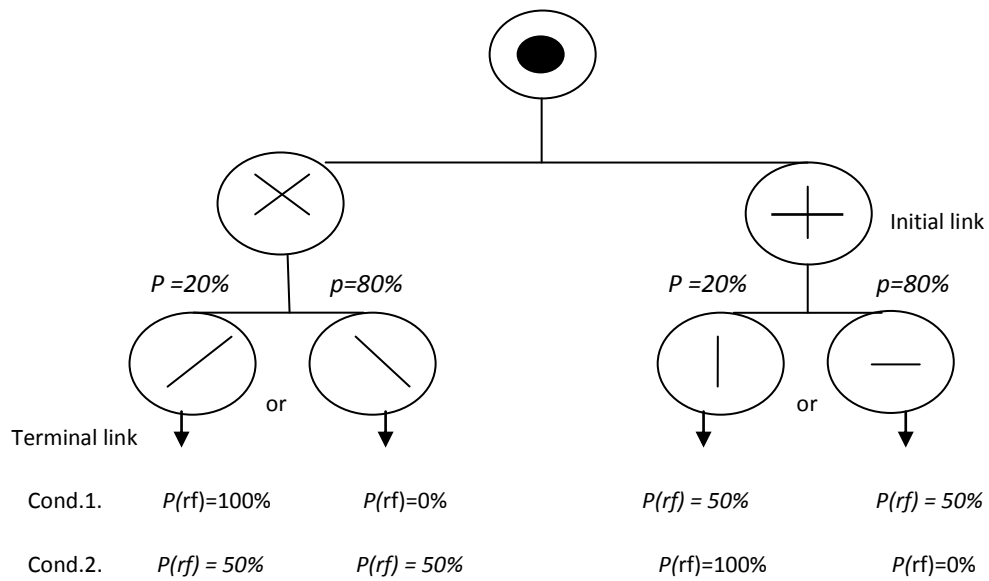 Initial link
P =20% p=80% P =20% p=80%
or or
Terminal link
Cond.1. P(rf)=100% P(rf)=0% P(rf) = 50% P(rf) = 50%
Cond.2. P(rf) = 50% P(rf) = 50% P(rf)=100% P(rf)=0%